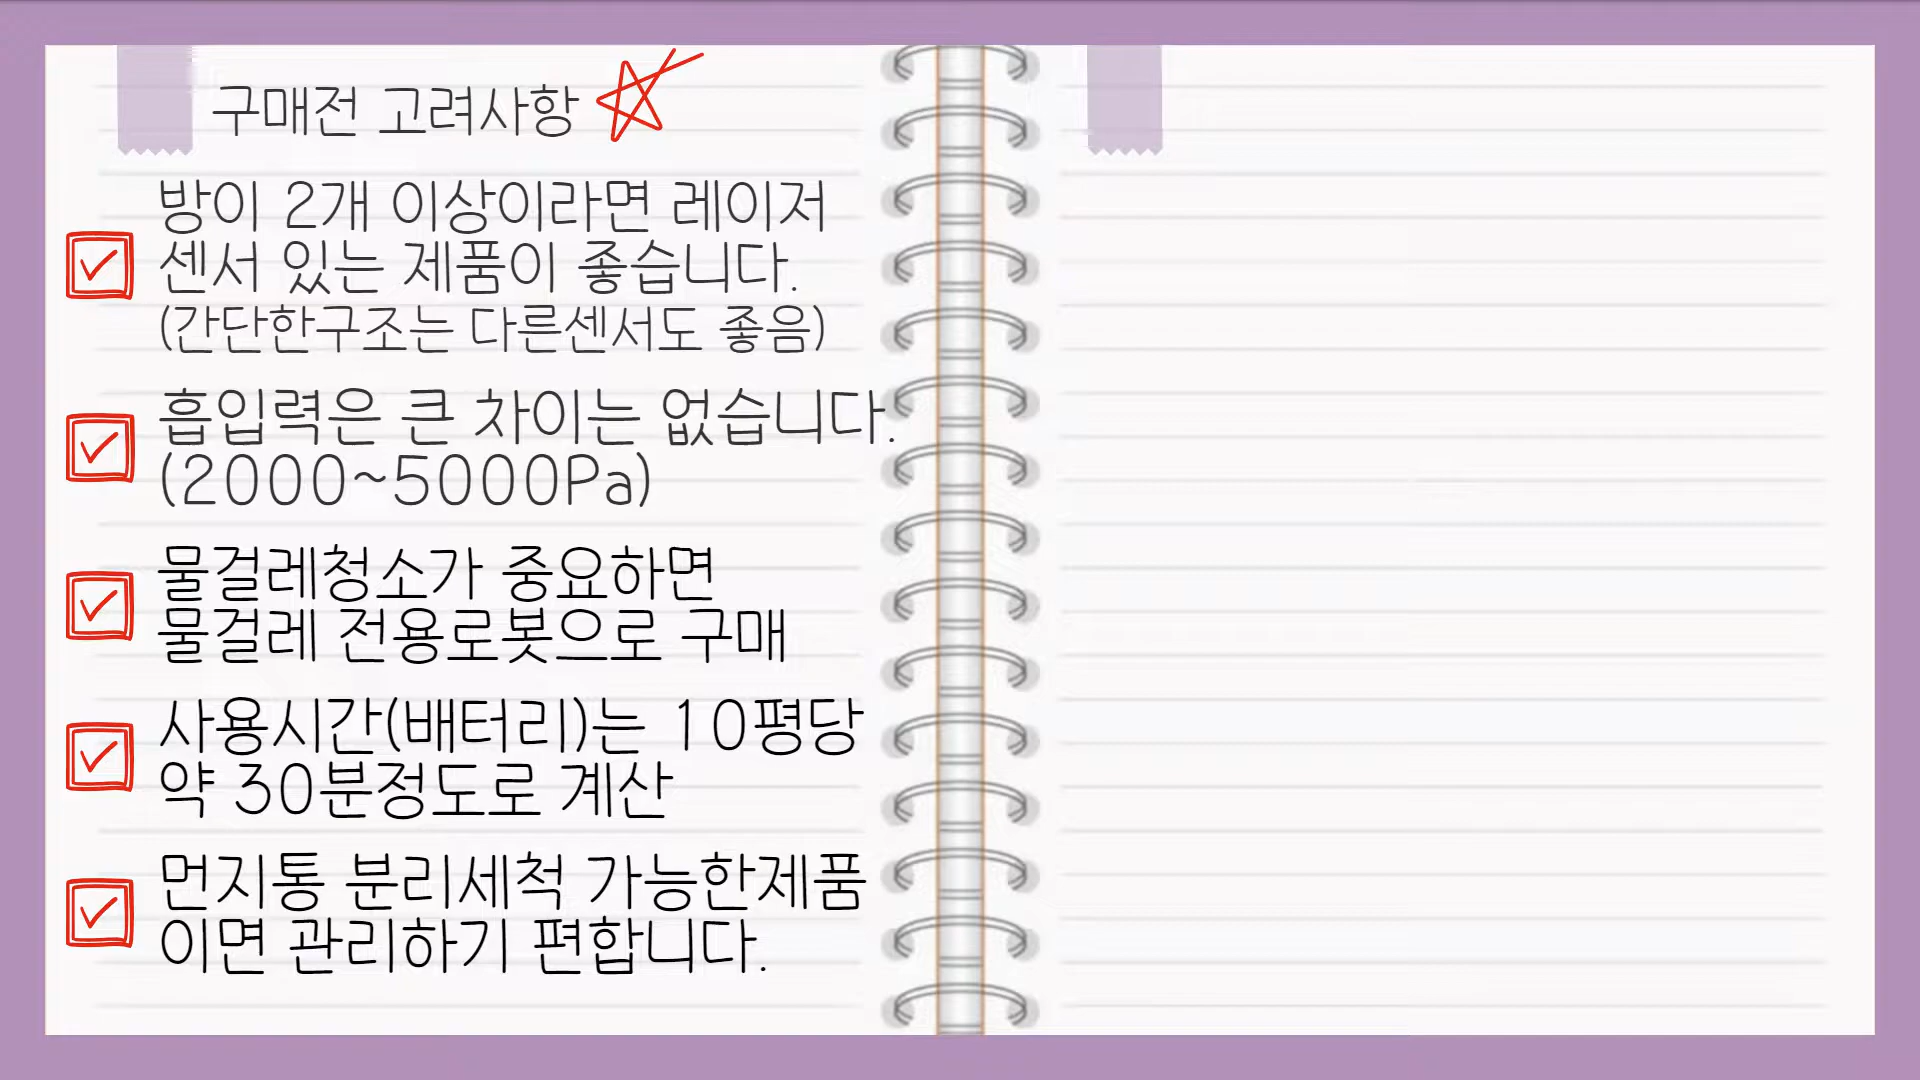 구매전 고려사항
방이 2개 이상이라면 레이저
센서 있는 제품이 좋습니다.
(간단한구조는 다른센서도 좋음)
흡입력은 큰 차이는 없습니다.
(2000~5000Pa)
물걸레청소가 중요하면
물걸레 전용로봇으로 구매
사용시간(배터리)는 10평당
약 30분정도로 계산
먼지통 분리세척 가능한제품
이면 관리하기 편합니다.